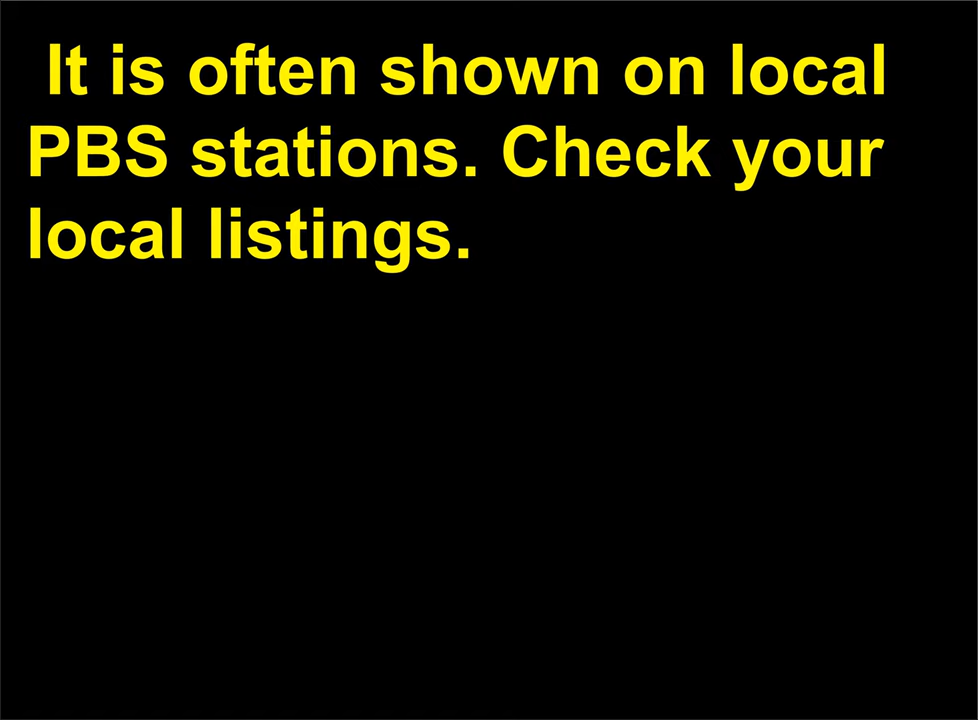 It is often shown on local
PBS stations. Check your
local listings.